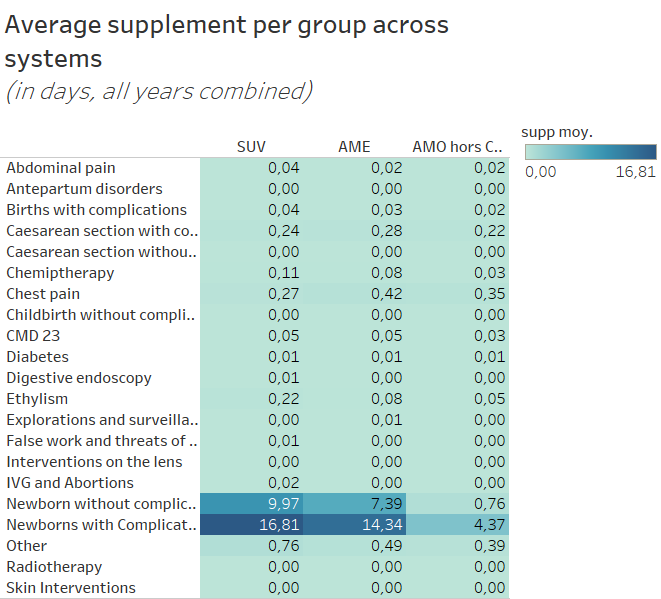 Average supplement per group across
systems
(in days, all years combined)
supp moy.
0,00 16,81
SUV AME AMO hors C..
Abdominal pain 0,04 0,02 0,02
Antepartum disorders 0,00 0,00 0,00
Births with complications 0,04 0,03 0,02
Caesarean section with co.. 0,24 0,28 0,22
Caesarean section withou.. 0,00 0,00 0,00
Chemiptherapy 0,11 0,08 0,03
Chest pain 0,27 0,42 0,35
Childbirth without compli.. 0,00 0,00 0,00
CMD 23 0,05 0,05 0,03
Diabetes 0,01 0,01 0,01
Digestive endoscopy 0,01 0,00 0,00
Ethylism 0,22 0,08 0,05
Explorations and surveilla.. 0,00 0,01 0,00
False work and threats of .. 0,01 0,00 0,00
Interventions on the lens 0,00 0,00 0,00
IVG and Abortions 0,02 0,00 0,00
Newborn without complic.. 9,97 7,39 0,76
Newborns with Complicat.. 16,81 14,34 4,37
Other 0,76 0,49 0,39
Radiotherapy 0,00 0,00 0,00
Skin Interventions 0,00 0,00 0,00